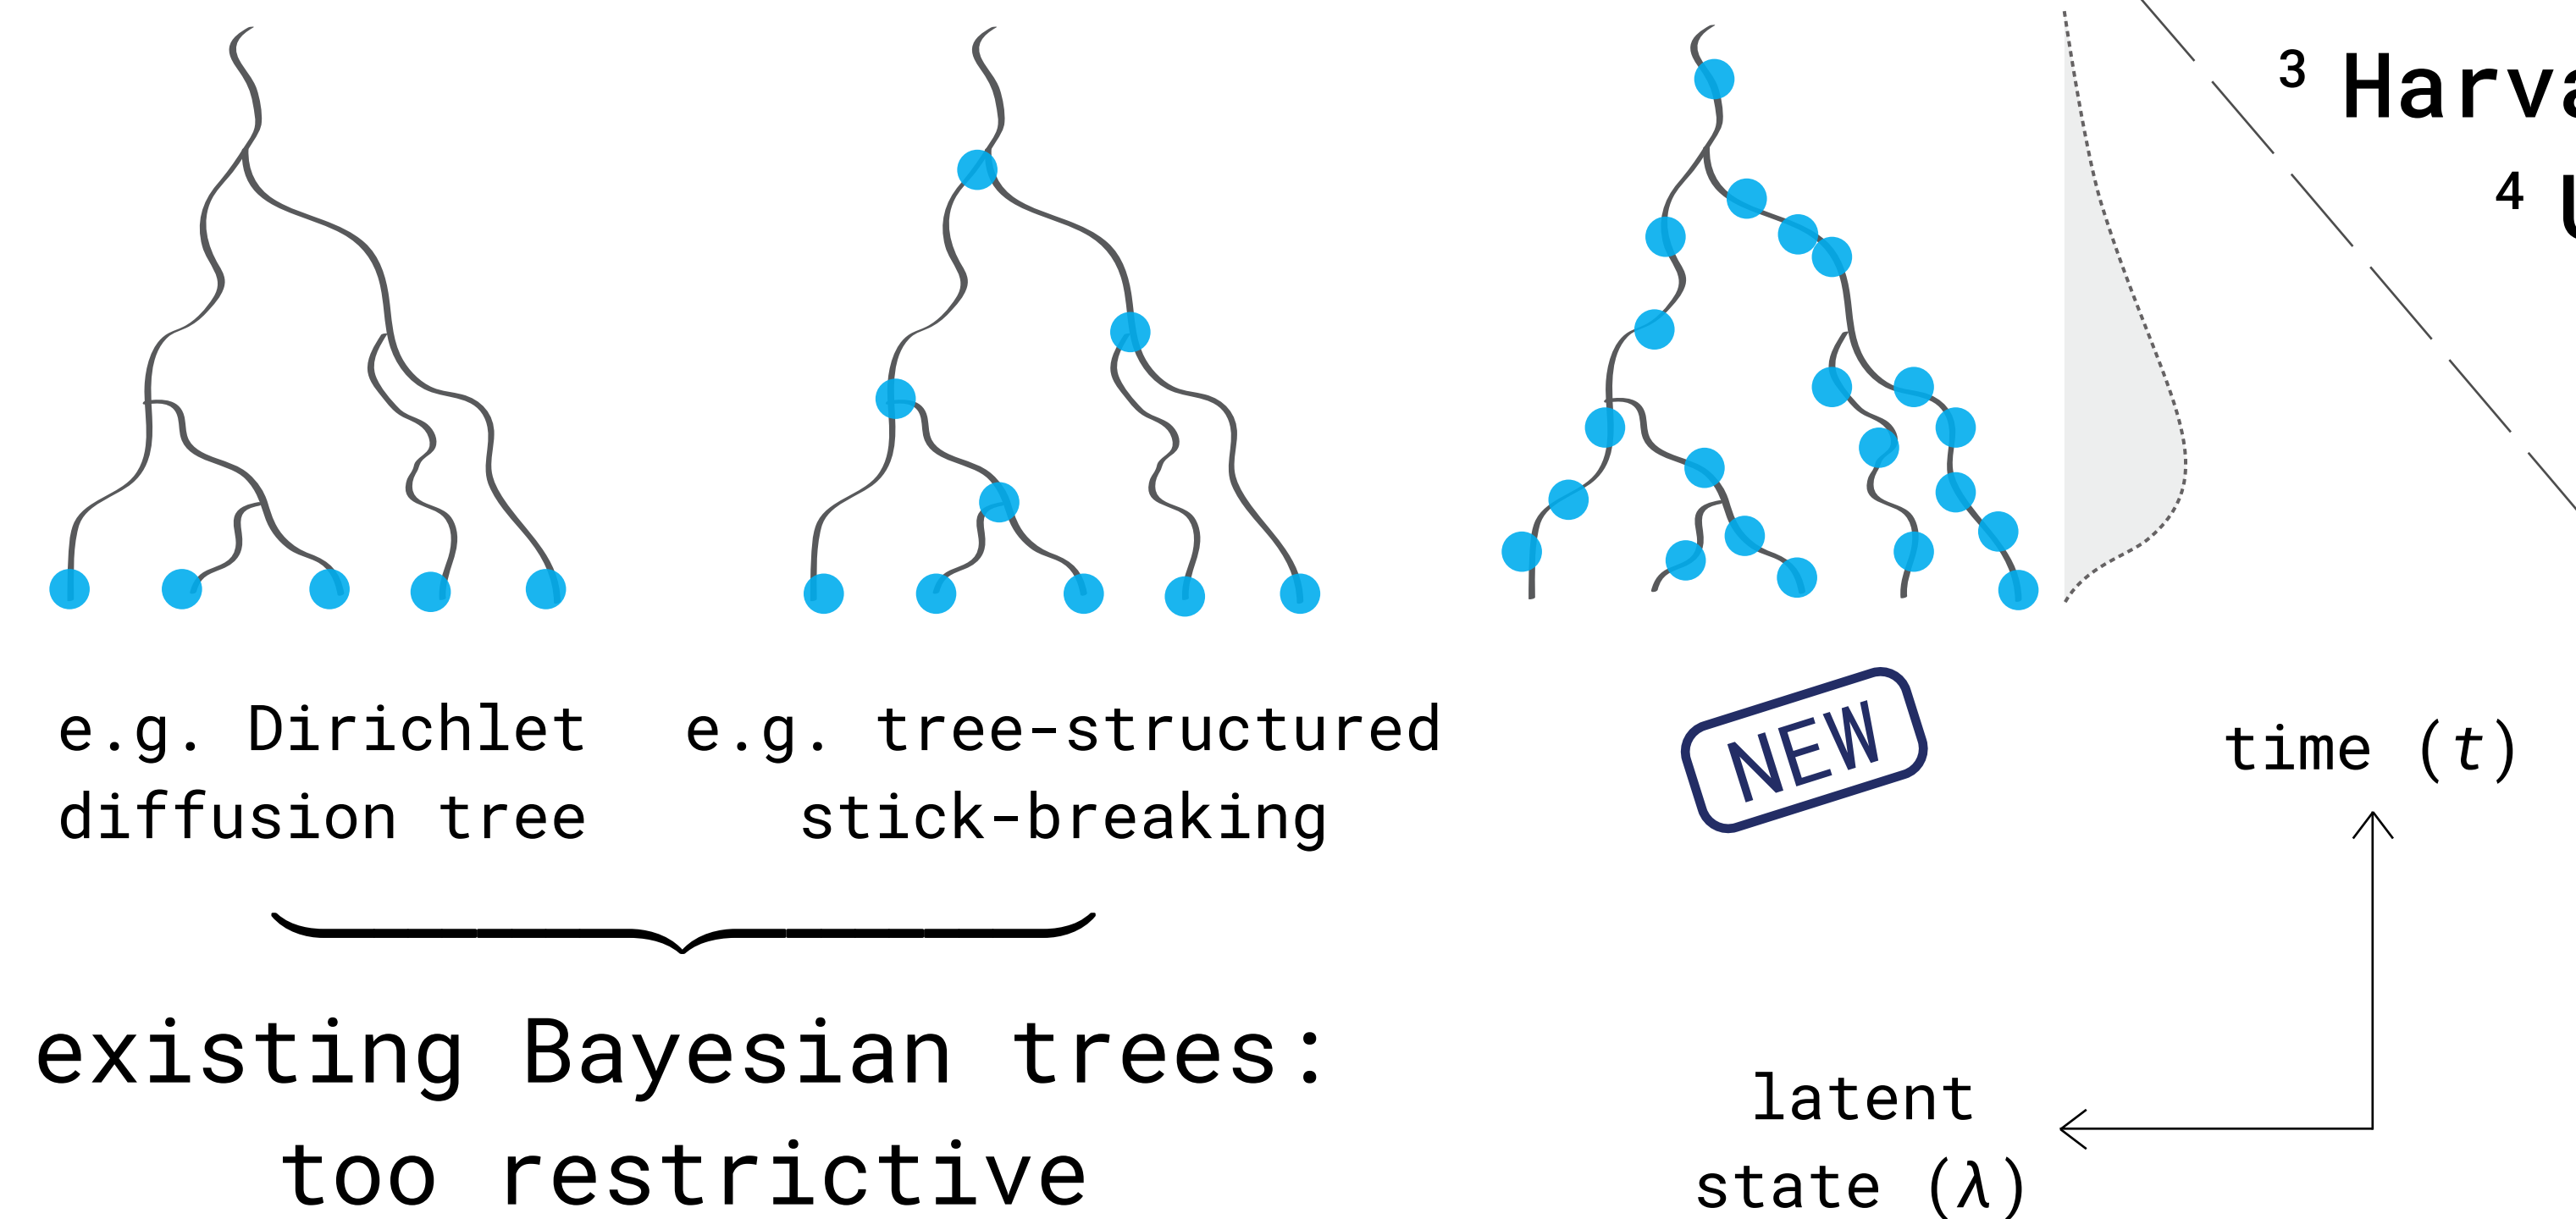 ³ Harva
⁴ U
e.g. Dirichlet
diffusion tree
e.g. tree-structured
stick-breaking
NEW
time (t)
existing Bayesian trees:
too restrictive
latent
state (λ)